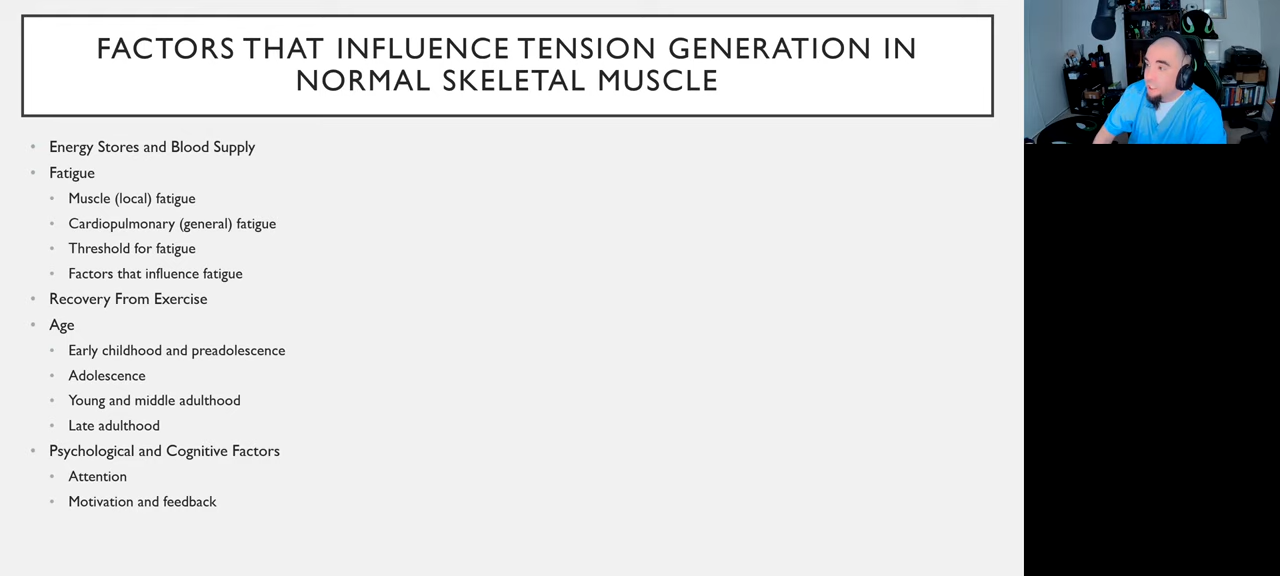 FACTORS THAT INFLUENCE TENSION GENERATION IN
NORMAL SKELETAL MUSCLE
• Energy Stores and Blood Supply
• Fatigue
• Muscle (local) fatigue
• Cardiopulmonary (general) fatigue
• Threshold for fatigue
• Factors that influence fatigue
• Recovery From Exercise
• Age
• Early childhood and preadolescence
• Adolescence
• Young and middle adulthood
• Late adulthood
• Psychological and Cognitive Factors
• Attention
• Motivation and feedback